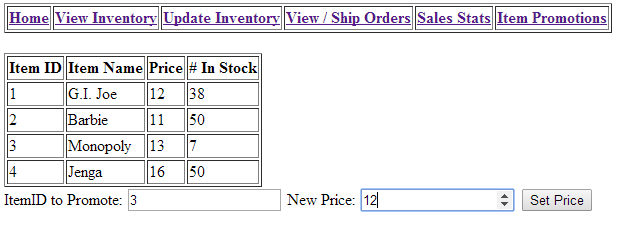 Home View Inventory Update Inventory View / Ship Orders Sales Stats Item Promotions
Item ID Item Name Price # In Stock
1 G.I. Joe 12 38
2 Barbie 11 50
3 Monopoly 13 7
4 Jenga 16 50
ItemID to Promote: 3 New Price: 12 Set Price